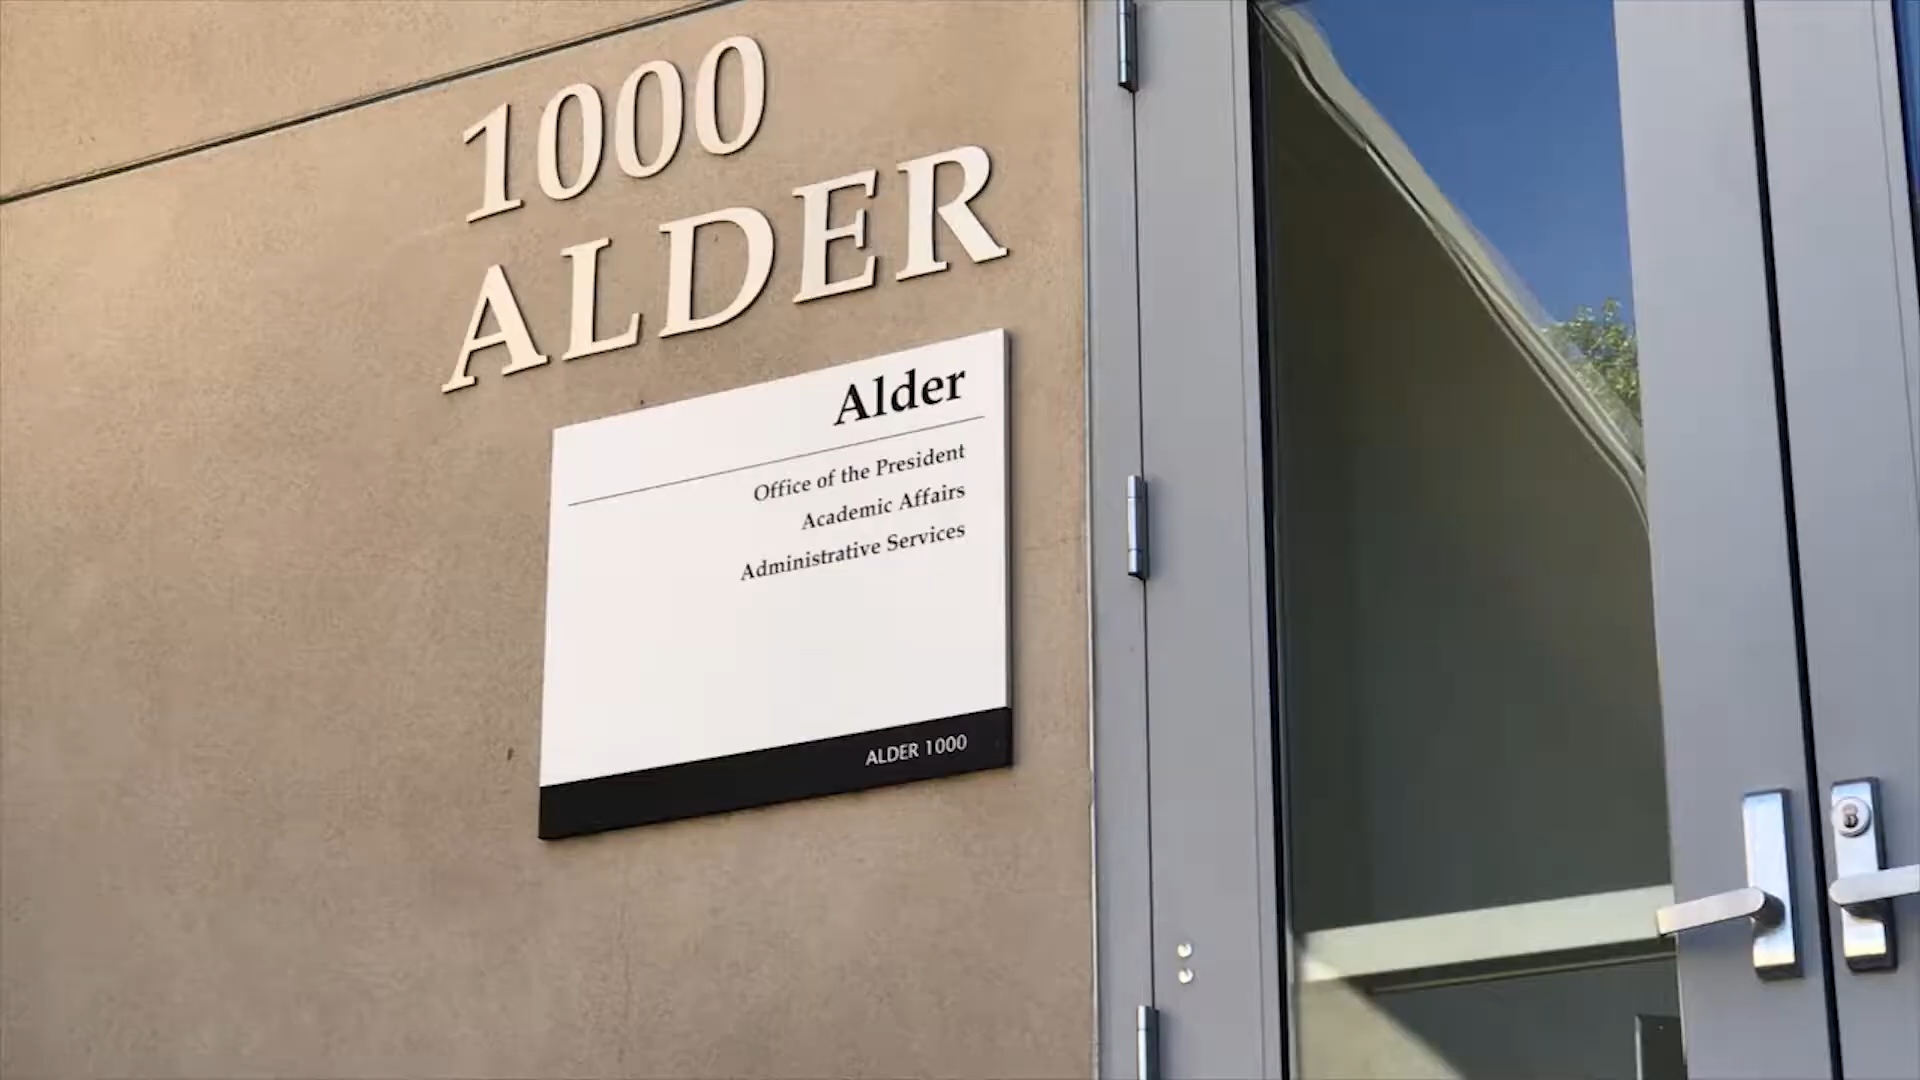 1000
ALDER
Alder
Office of the President
Academic Affairs
Administrative Services
ALDER 1000